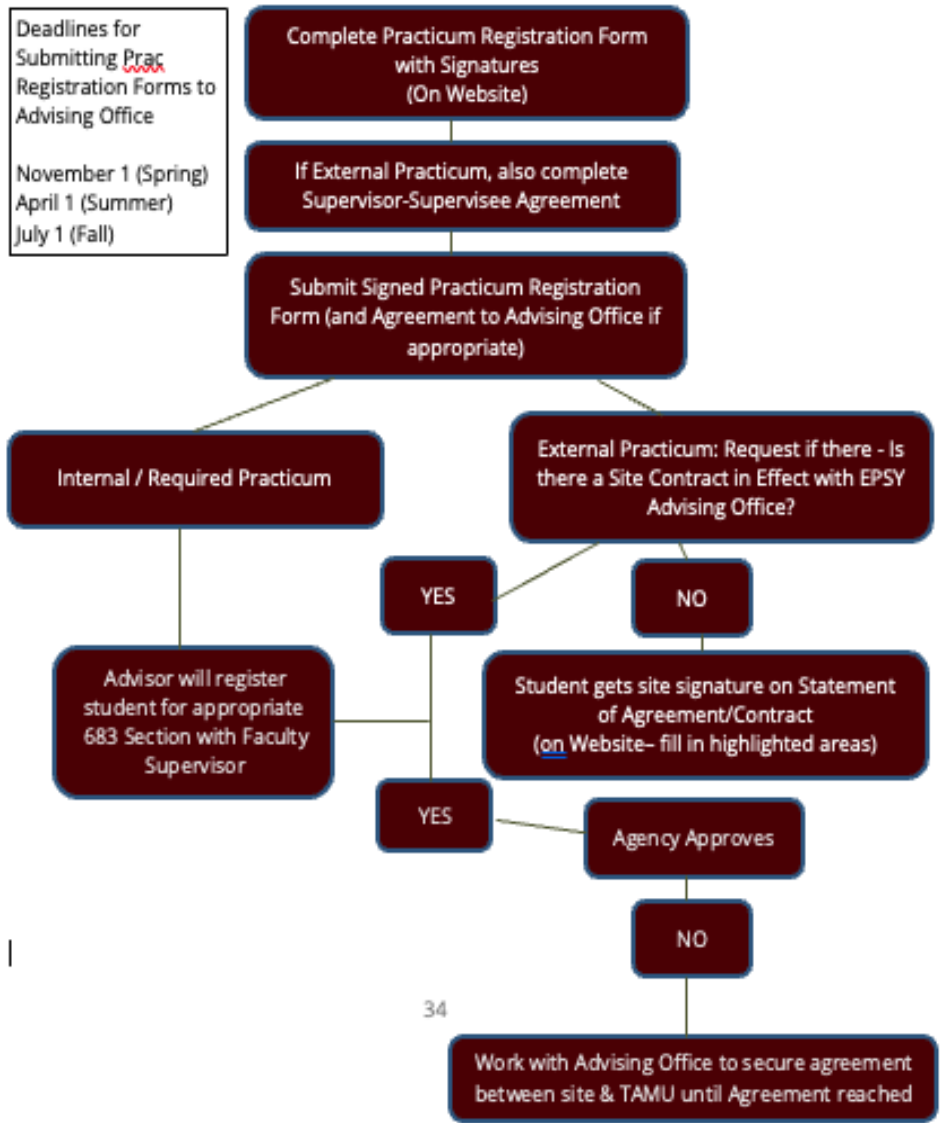 Deadlines for
Submitting Prac
Registration Forms to
Advising Office
November 1 (Spring)
April 1 (Summer)
July 1 (Fall)
Complete Practicum Registration Form
with Signatures
(On Website)
If External Practicum, also complete
Supervisor-Supervisee Agreement
Submit Signed Practicum Registration
Form (and Agreement to Advising Office if
appropriate)
Internal / Required Practicum
External Practicum: Request if there - Is
there a Site Contract in Effect with EPSY
Advising Office?
YES
NO
Advisor will register
student for appropriate
683 Section with Faculty
Supervisor
Student gets site signature on Statement
of Agreement/Contract
(on Website– fill in highlighted areas)
YES
Agency Approves
NO
34
Work with Advising Office to secure agreement
between site & TAMU until Agreement reached